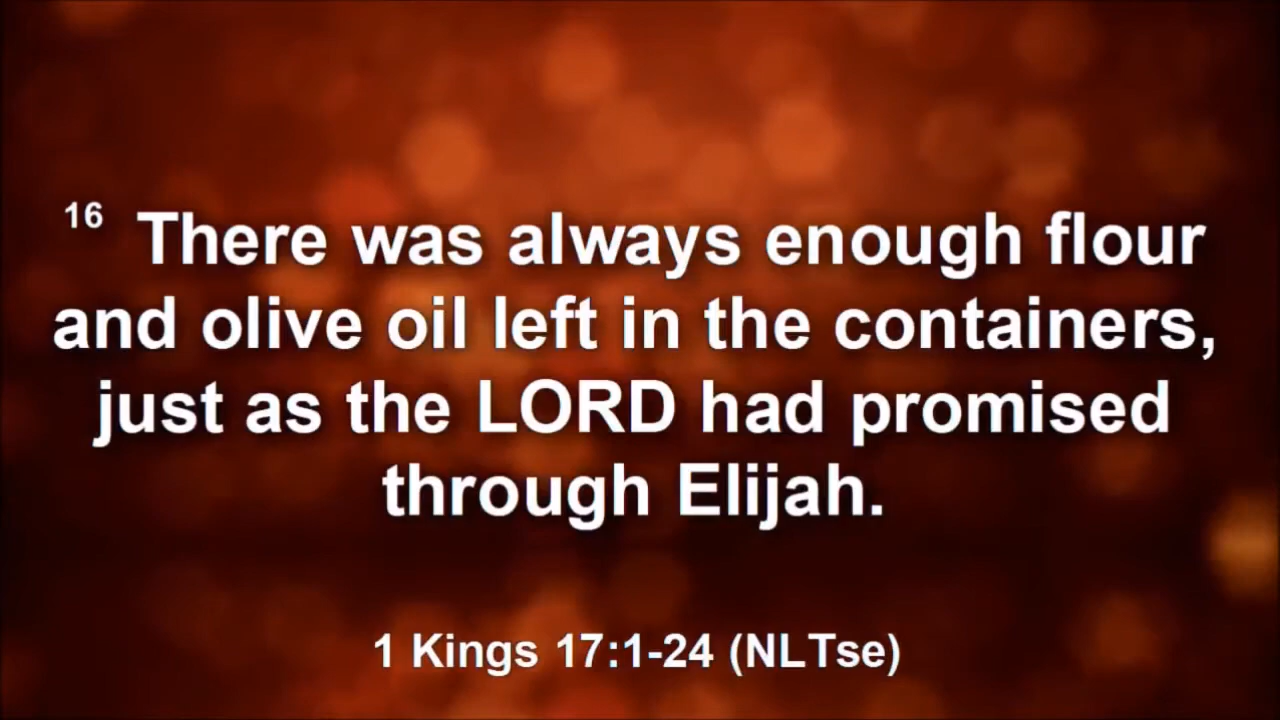 16 There was always enough flour
and olive oil left in the containers,
just as the LORD had promised
through Elijah.
1 Kings 17:1-24 (NLTse)